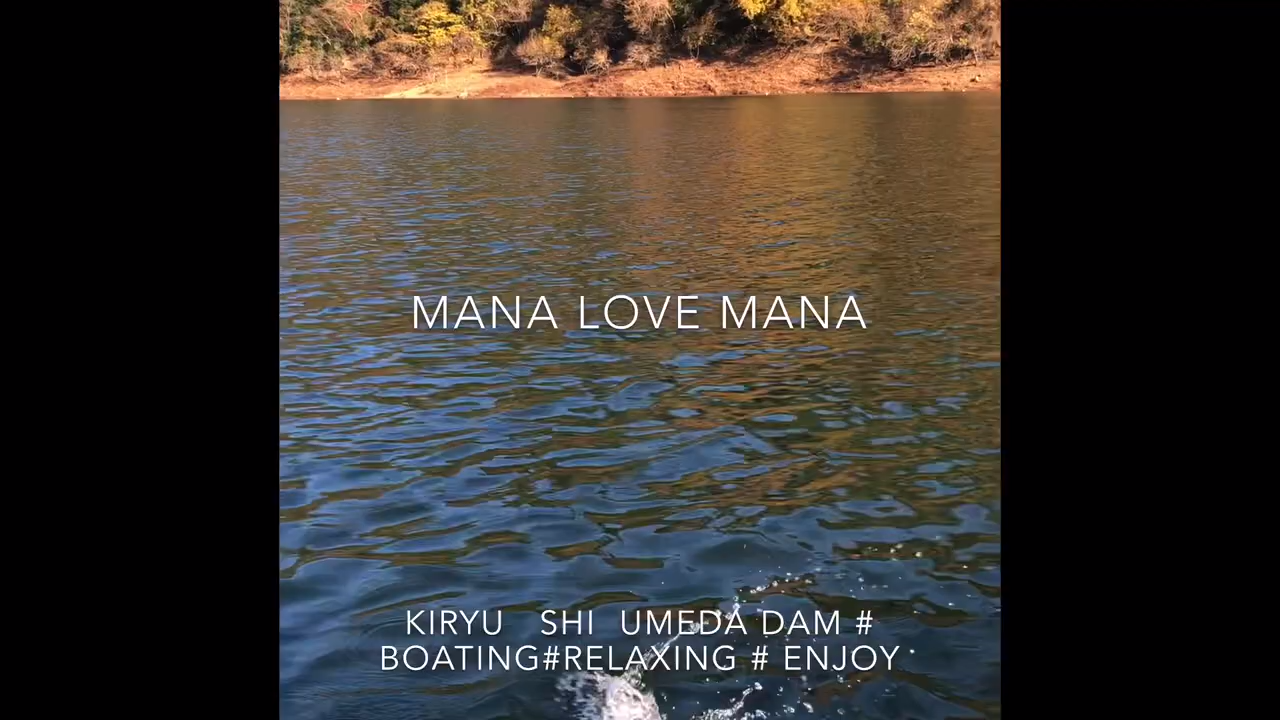 MANA LOVE MANA
KIRYU SHI UMEDA DAM #
BOATING#RELAXING # ENJOY